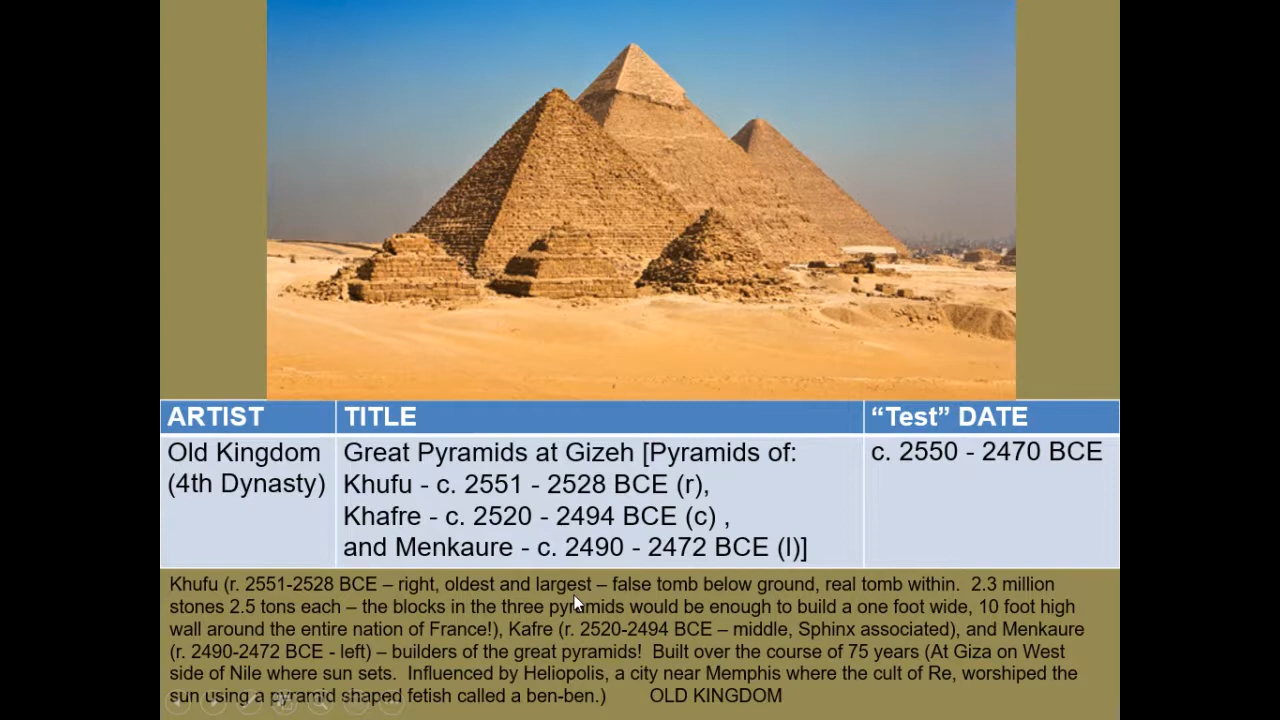 ARTIST
TITLE
“Test” DATE
Old Kingdom
(4th Dynasty)
Great Pyramids at Gizeh [Pyramids of:
Khufu - c. 2551 - 2528 BCE (r),
Khafre - c. 2520 - 2494 BCE (c) ,
and Menkaure - c. 2490 - 2472 BCE (l)]
c. 2550 - 2470 BCE
Khufu (r. 2551-2528 BCE – right, oldest and largest – false tomb below ground, real tomb within.  2.3 million
stones 2.5 tons each – the blocks in the three pyramids would be enough to build a one foot wide, 10 foot high
wall around the entire nation of France!), Kafre (r. 2520-2494 BCE – middle, Sphinx associated), and Menkaure
(r. 2490-2472 BCE - left) – builders of the great pyramids!  Built over the course of 75 years (At Giza on West
side of Nile where sun sets.  Influenced by Heliopolis, a city near Memphis where the cult of Re, worshiped the
sun using a pyramid shaped fetish called a ben-ben.)      OLD KINGDOM